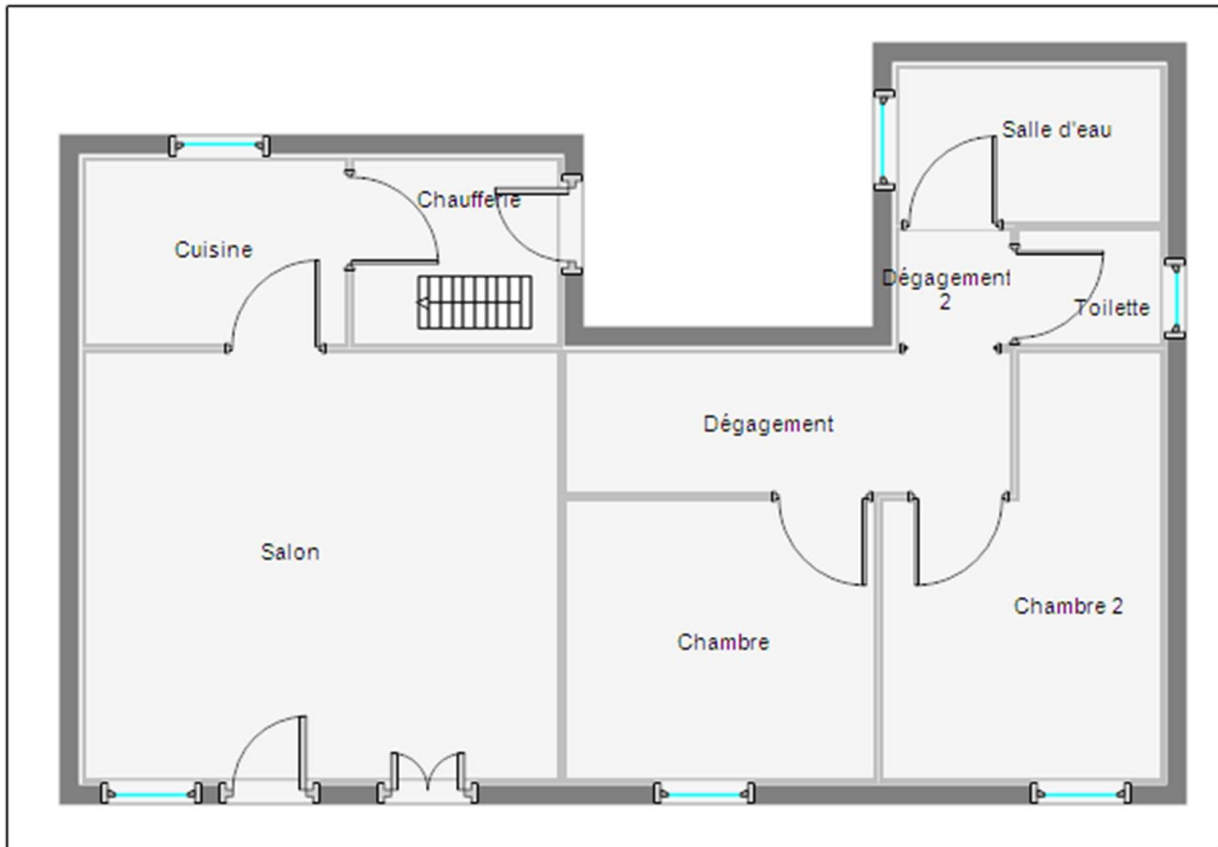 Salle d'eau
Chaufferie
Cuisine
Dégagement
2
Toilette
Dégagement
Salon
Chambre 2
Chambre